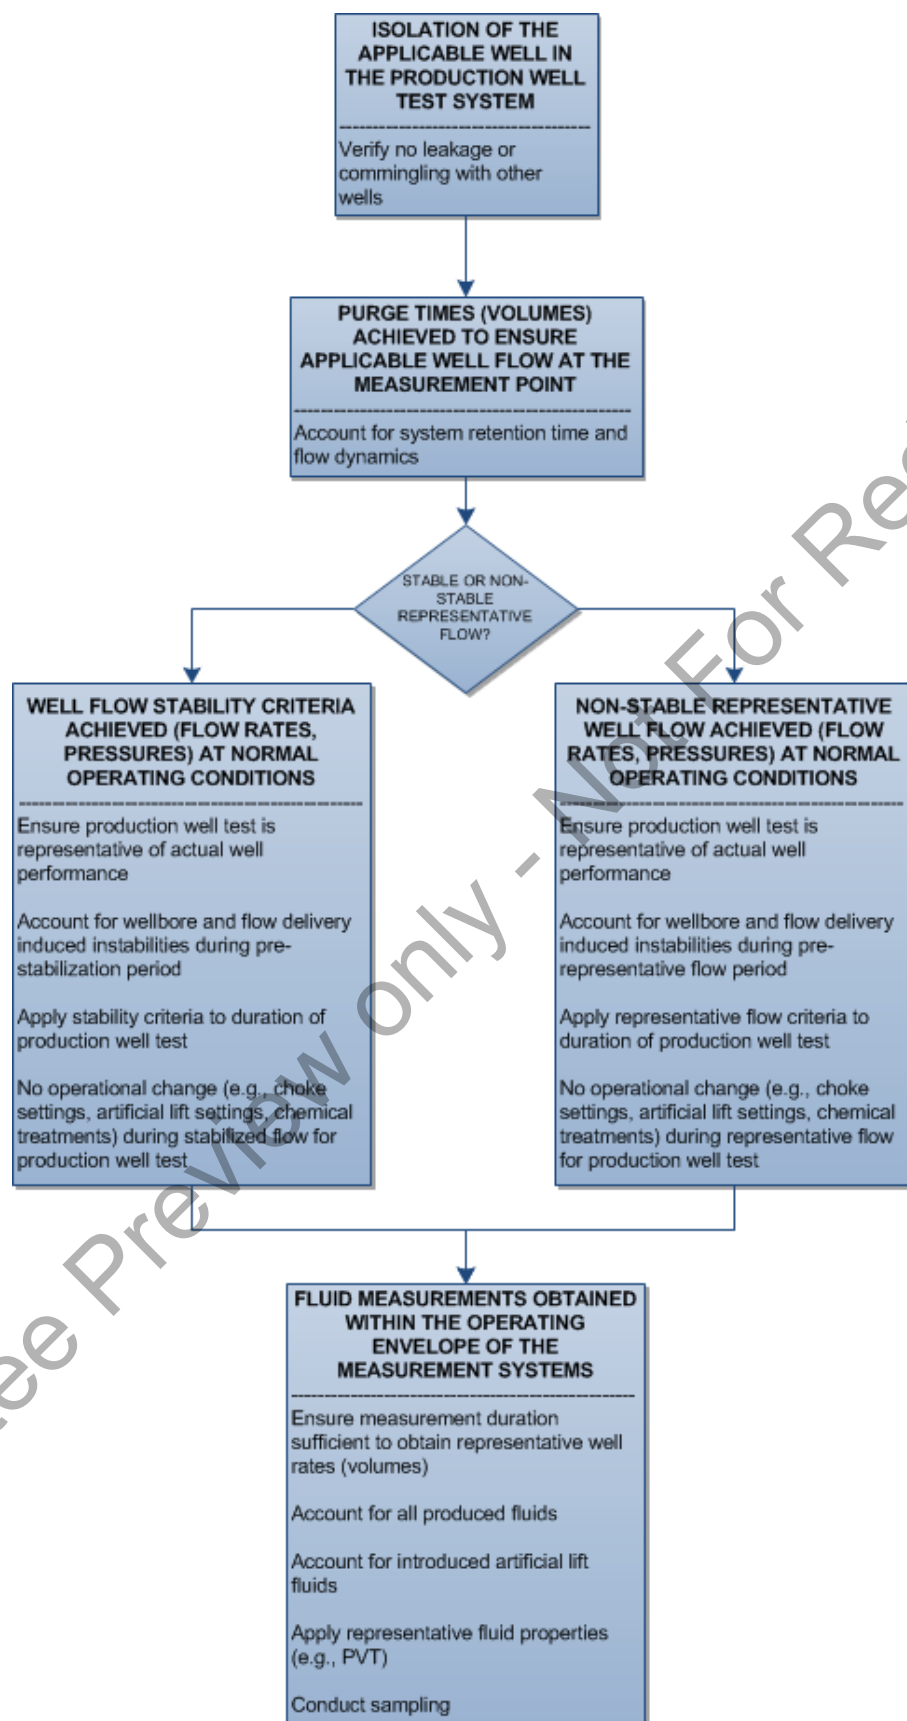 ISOLATION OF THE
APPLICABLE WELL IN
THE PRODUCTION WELL
TEST SYSTEM
Verify no leakage or
commingling with other
wells
PURGE TIMES (VOLUMES)
ACHIEVED TO ENSURE
APPLICABLE WELL FLOW AT THE
MEASUREMENT POINT
Account for system retention time and
flow dynamics
STABLE OR NON-
STABLE
REPRESENTATIVE
FLOW?
WELL FLOW STABILITY CRITERIA
ACHIEVED (FLOW RATES,
PRESSURES) AT NORMAL
OPERATING CONDITIONS
Ensure production well test is
representative of actual well
performance
Account for wellbore and flow delivery
induced instabilities during pre-
stabilization period
Apply stability criteria to duration of
production well test
No operational change (e.g., choke
settings, artificial lift settings, chemical
treatments) during stabilized flow for
production well test
NON-STABLE REPRESENTATIVE
WELL FLOW ACHIEVED (FLOW
RATES, PRESSURES) AT NORMAL
OPERATING CONDITIONS
Ensure production well test is
representative of actual well
performance
Account for wellbore and flow delivery
induced instabilities during pre-
representative flow period
Apply representative flow criteria to
duration of production well test
No operational change (e.g., choke
settings, artificial lift settings, chemical
treatments) during representative flow
for production well test
FLUID MEASUREMENTS OBTAINED
WITHIN THE OPERATING
ENVELOPE OF THE
MEASUREMENT SYSTEMS
Ensure measurement duration
sufficient to obtain representative well
rates (volumes)
Account for all produced fluids
Account for introduced artificial lift
fluids
Apply representative fluid properties
(e.g., PVT)
Conduct sampling
Preview only - Not For